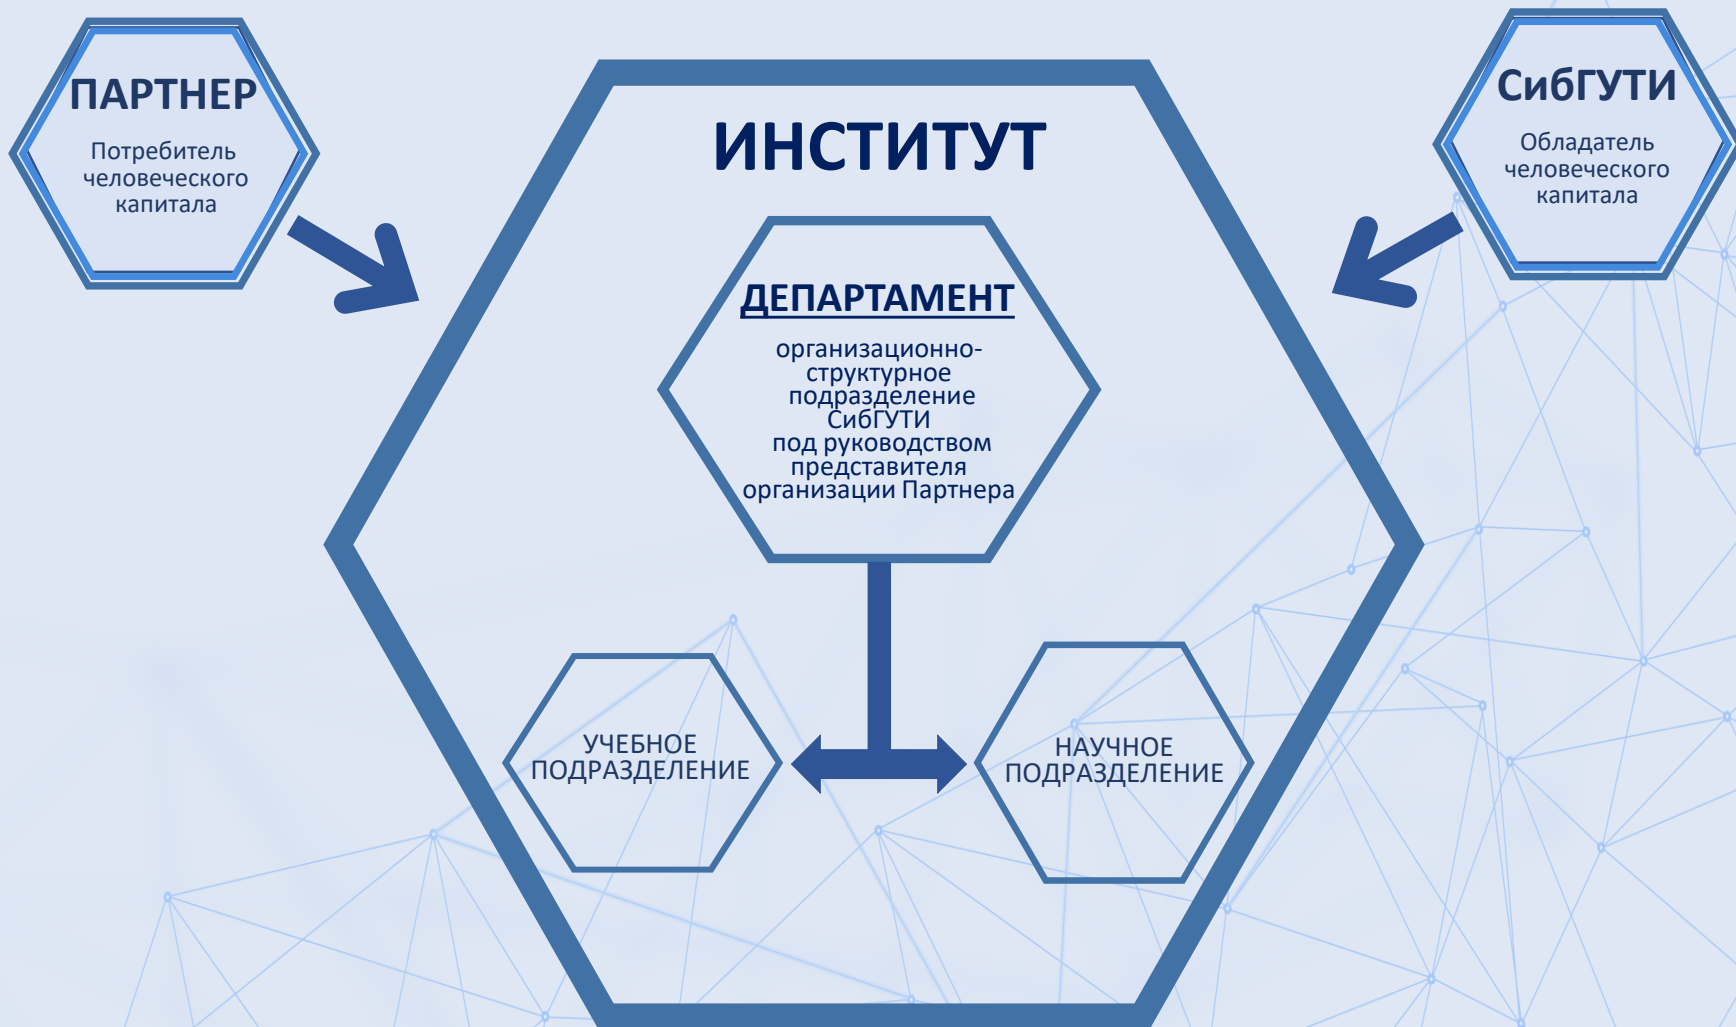 ПАРТНЕР
Потребитель
человеческого
капитала
СибГУТИ
Обладатель
человеческого
капитала
ИНСТИТУТ
ДЕПАРТАМЕНТ
организационно-
структурное
подразделение
СибГУТИ
под руководством
представителя
организации Партнера
УЧЕБНОЕ
ПОДРАЗДЕЛЕНИЕ
НАУЧНОЕ
ПОДРАЗДЕЛЕНИЕ